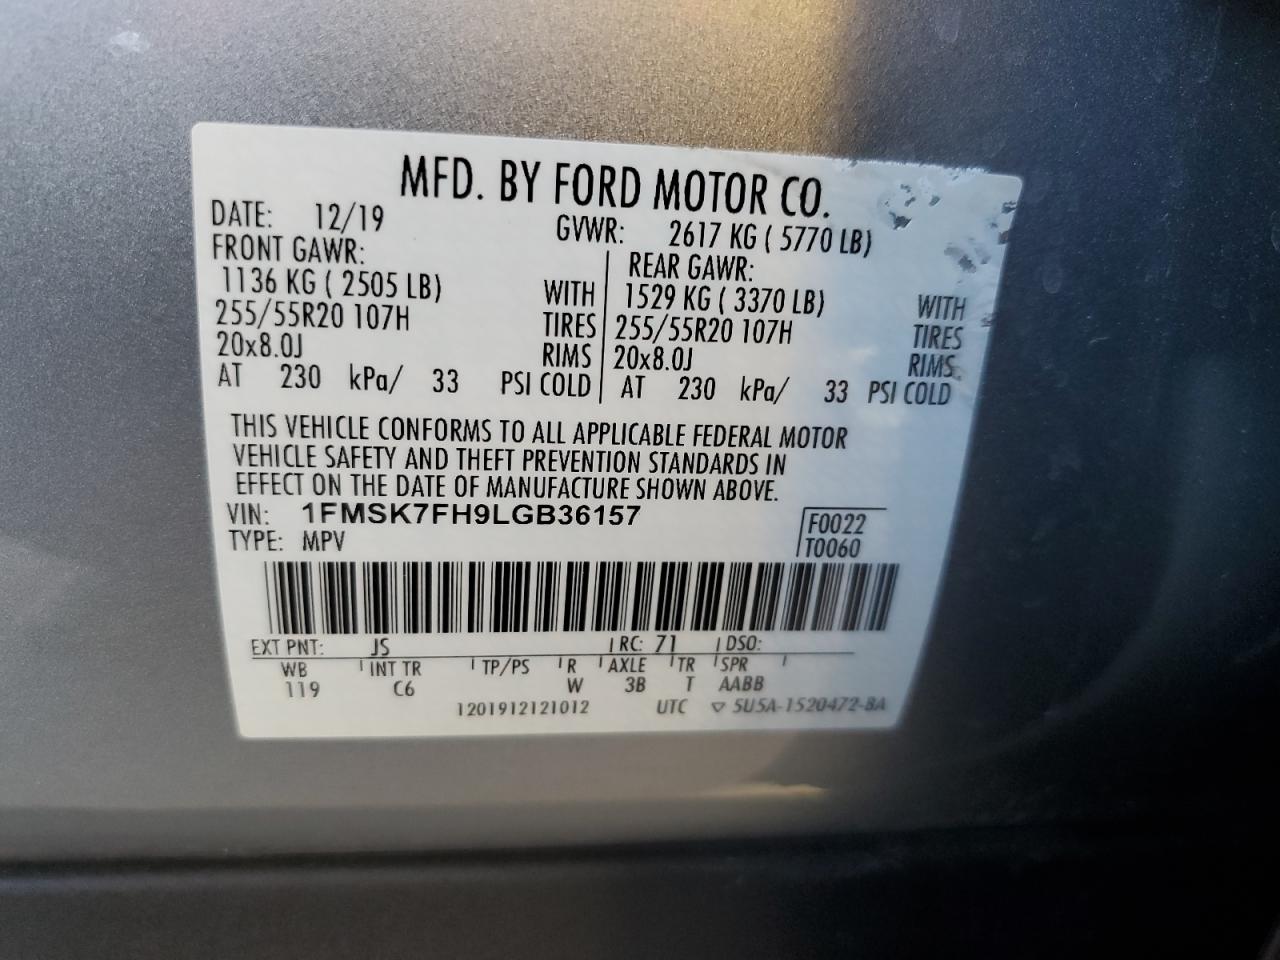 MFD. BY FORD MOTOR CO.
DATE: 12/19 GVWR: 2617 KG ( 5770 LB)
FRONT GAWR: REAR GAWR:
1136 KG ( 2505 LB) WITH 1529 KG ( 3370 LB) WITH
255/55R20 107H TIRES 255/55R20 107H TIRES
20x8.0J RIMS 20x8.0J RIMS
AT 230 kPa/ 33 PSI COLD AT 230 kPa/ 33 PSI COLD
THIS VEHICLE CONFORMS TO ALL APPLICABLE FEDERAL MOTOR
VEHICLE SAFETY AND THEFT PREVENTION STANDARDS IN
EFFECT ON THE DATE OF MANUFACTURE SHOWN ABOVE.
VIN: 1FMSK7FH9LGB36157 F0022
TYPE: MPV T0060
EXT PNT: JS RC: 71 DSO:
WB INT TR TP/PS R AXLE TR SPR
119 C6 W 3B T AABB
1201912121012 UTC ▽ 5U5A-1520472-BA